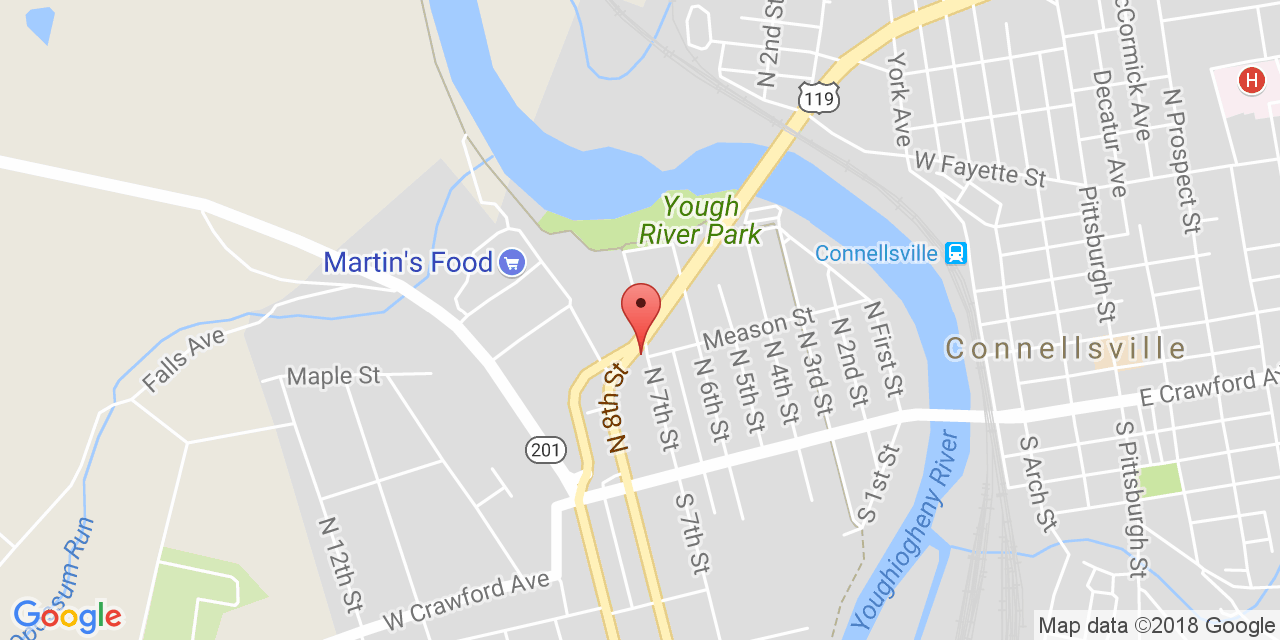 N 2nd St
McCormick Ave
119
York Ave
Decatur Ave
N Prospect St
H
W Fayette St
Pittsburgh St
Yough
River Park
Connellsville
Martin's Food
Falls Ave
Maple St
Meason St
N First St
N 2nd St
N 3rd St
N 4th St
N 5th St
N 6th St
N 7th St
N 8th St
Connellsville
E Crawford Av
201
S 1st St
S 7th St
S Arch St
S Pittsburgh St
Youghiogheny River
N 12th St
W Crawford Ave
Opossum Run
Google
Map data ©2018 Google